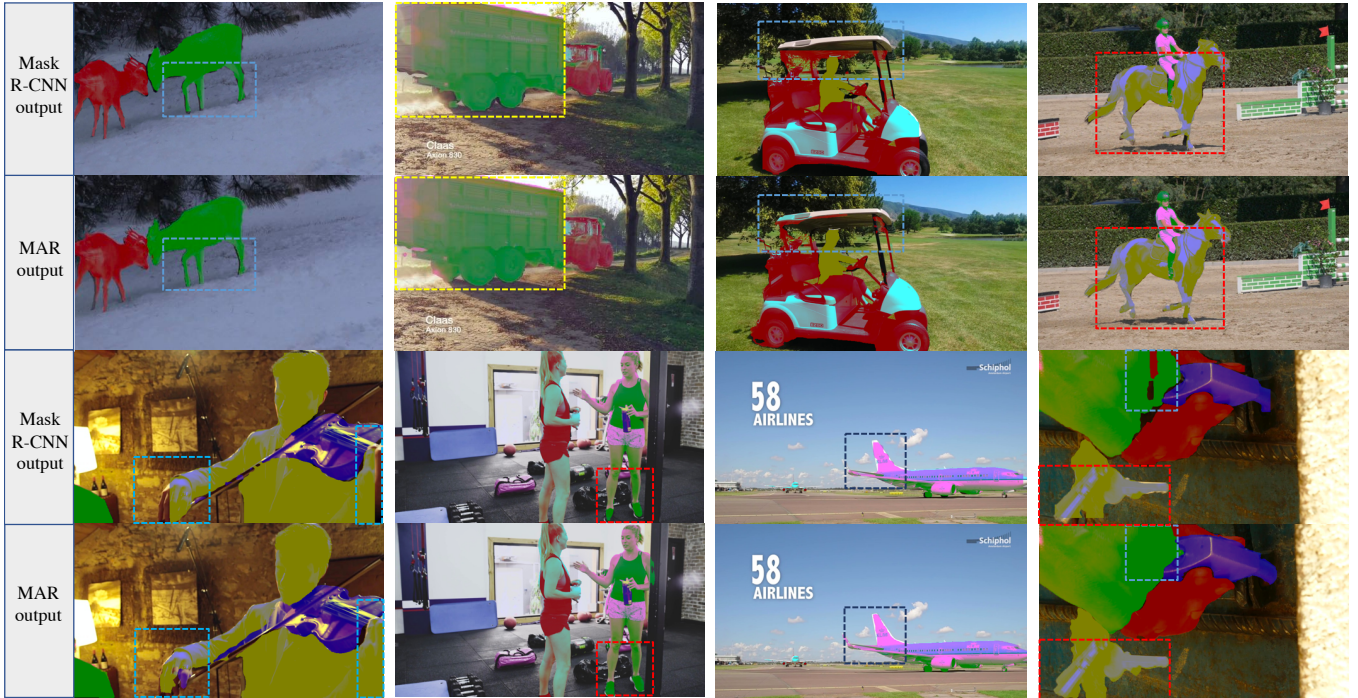 Mask
R-CNN
output
Claas
Axion 930
MAR
output
Claas
Axion 930
Mask
R-CNN
output
58
AIRLINES
Schiphol
MAR
output
58
AIRLINES
Schiphol